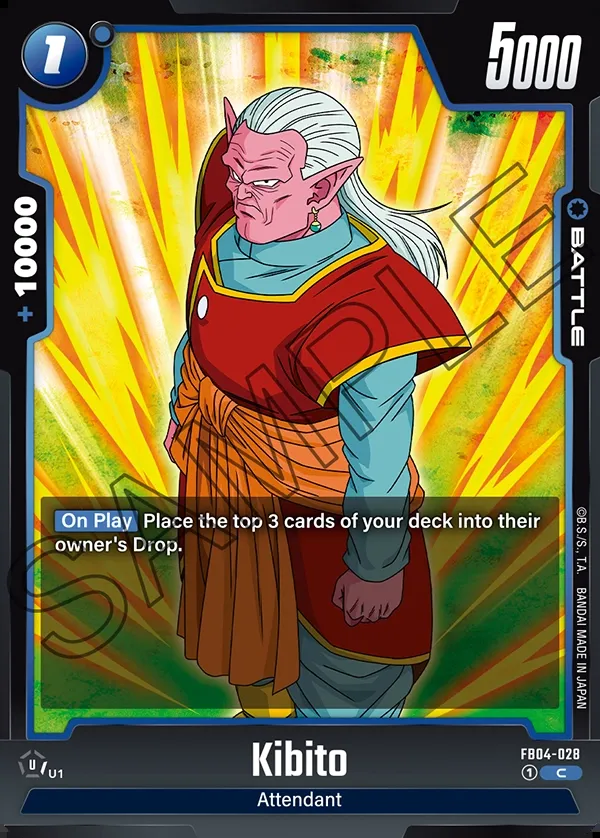 1
5000
+ 10000
BATTLE
SAMPLE
On Play Place the top 3 cards of your deck into their
owner's Drop.
©B.S./S., T.A. BANDAI MADE IN JAPAN
Kibito
FB04-028
U/U1
1 C
Attendant